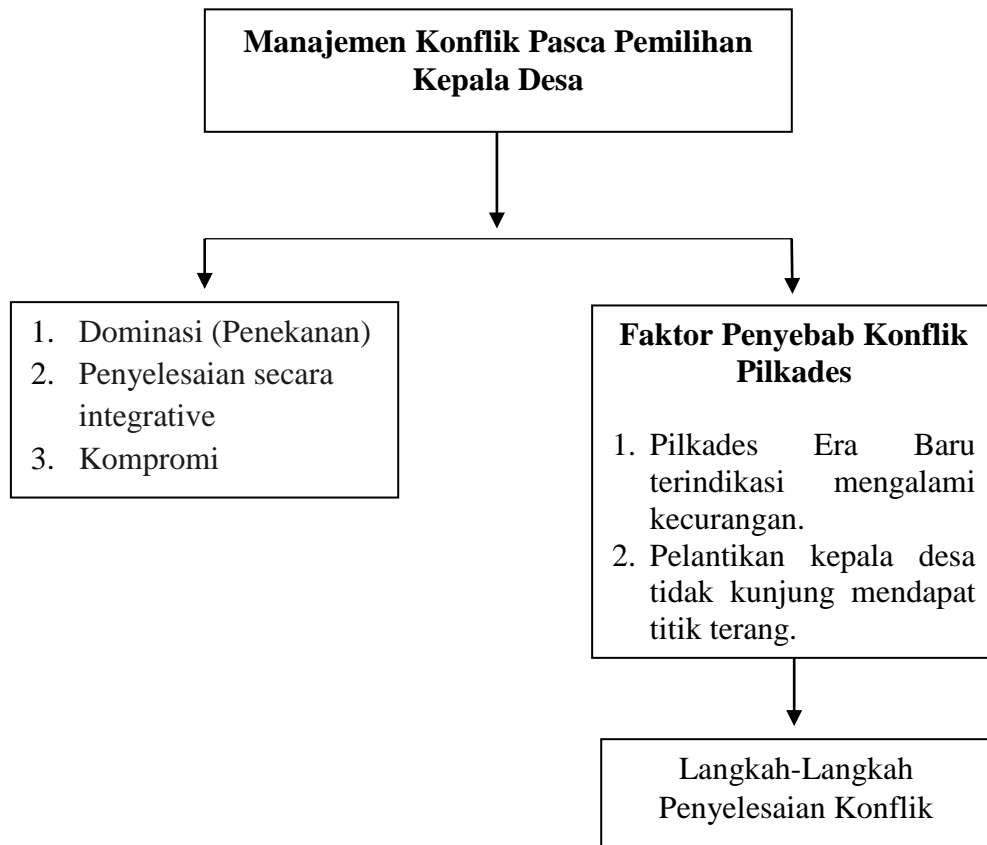 Manajemen Konflik Pasca Pemilihan
Kepala Desa
1. Dominasi (Penekanan)
2. Penyelesaian secara
integrative
3. Kompromi
Faktor Penyebab Konflik
Pilkades
1. Pilkades Era Baru
terindikasi mengalami
kecurangan.
2. Pelantikan kepala desa
tidak kunjung mendapat
titik terang.
Langkah-Langkah
Penyelesaian Konflik